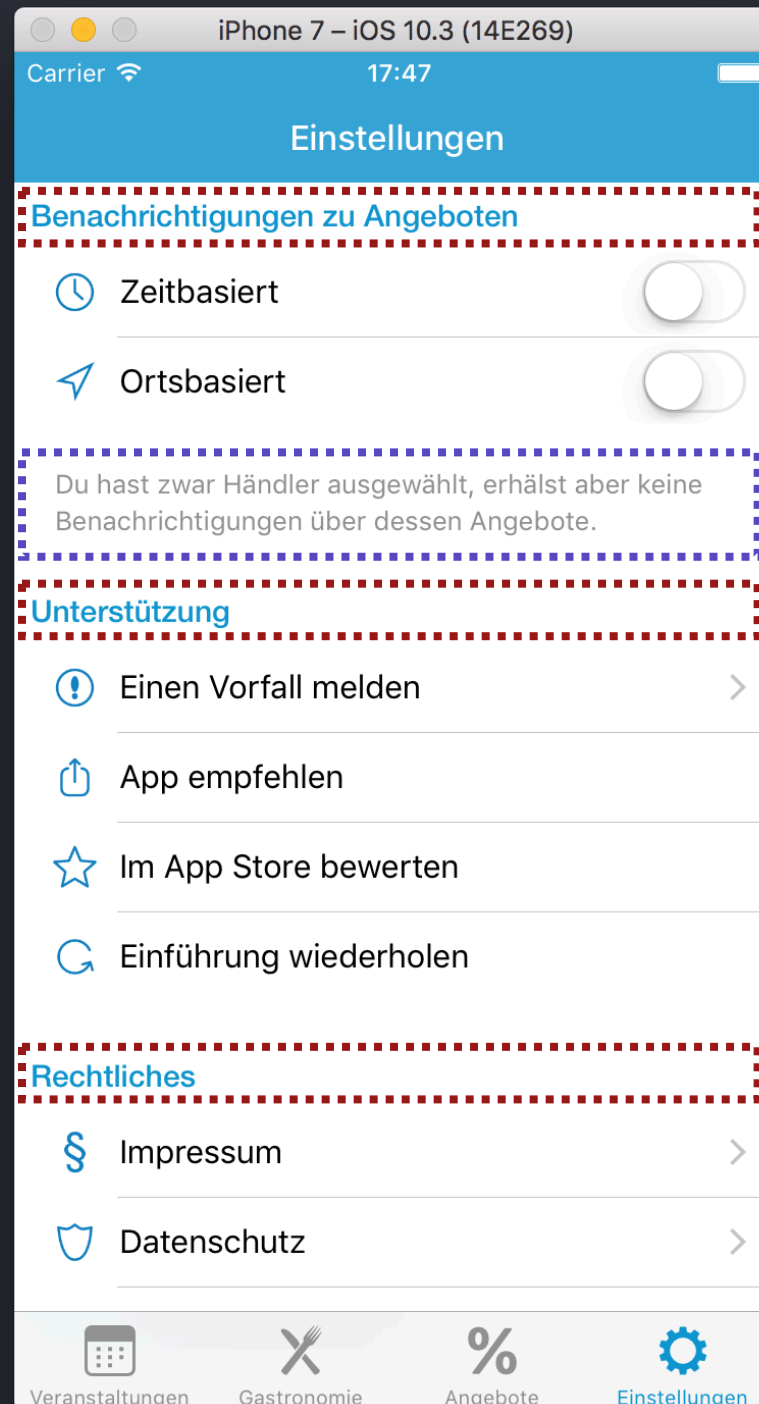 iPhone 7 – iOS 10.3 (14E269)
Carrier 17:47
Einstellungen
Benachrichtigungen zu Angeboten
Zeitbasiert
Ortsbasiert
Du hast zwar Händler ausgewählt, erhälst aber keine
Benachrichtigungen über dessen Angebote.
Unterstützung
Einen Vorfall melden
App empfehlen
Im App Store bewerten
Einführung wiederholen
Rechtliches
§ Impressum
Datenschutz
%
Veranstaltungen Gastronomie Angebote Einstellungen